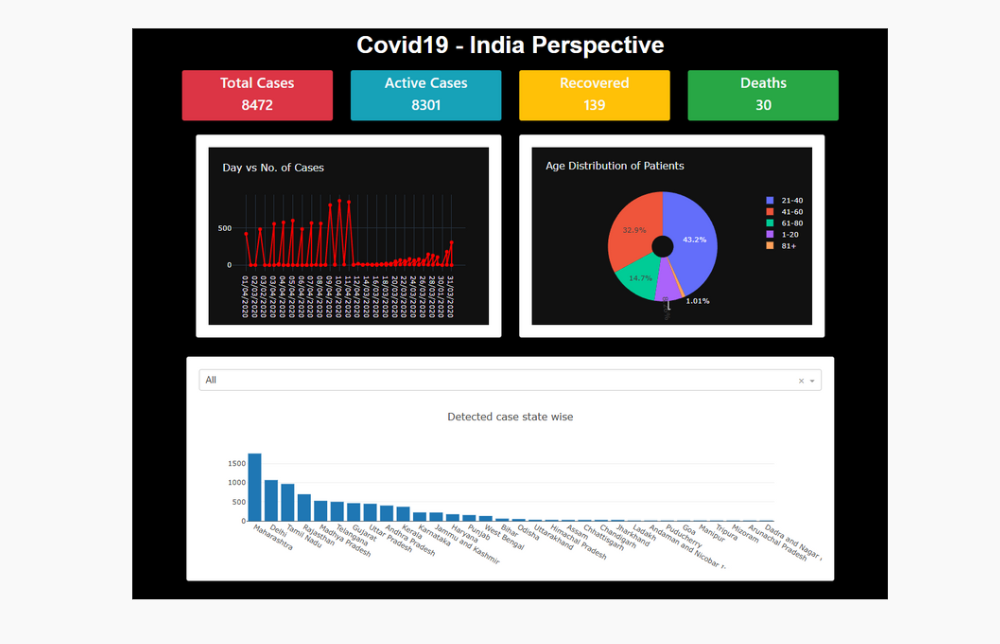 Covid19 - India Perspective
Total Cases
8472
Active Cases
8301
Recovered
139
Deaths
30
Day vs No. of Cases
500
0
01/04/2020
02/03/2020
03/02/2020
03/04/2020
04/04/2020
05/04/2020
06/04/2020
07/04/2020
08/04/2020
09/04/2020
10/04/2020
11/04/2020
12/04/2020
14/03/2020
16/03/2020
18/03/2020
20/03/2020
22/03/2020
24/03/2020
26/03/2020
28/03/2020
30/01/2020
31/03/2020
Age Distribution of Patients
43.2%
32.9%
14.7%
1.01%
21-40
41-60
61-80
1-20
81+
All
Detected case state wise
1500
1000
500
0
Maharashtra
Delhi
Tamil Nadu
Rajasthan
Madhya Pradesh
Telangana
Gujarat
Uttar Pradesh
Andhra Pradesh
Kerala
Karnataka
Jammu and Kashmir
Haryana
Punjab
West Bengal
Bihar
Odisha
Uttarakhand
Himachal Pradesh
Assam
Chhattisgarh
Chandigarh
Jharkhand
Ladakh
Andaman and Nicobar
Puducherry
Goa
Manipur
Tripura
Mizoram
Arunachal Pradesh
Dadra and Nagar